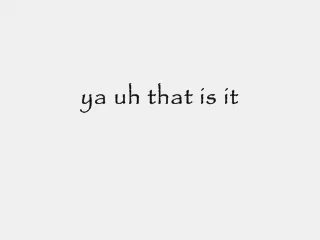 ya uh that is it